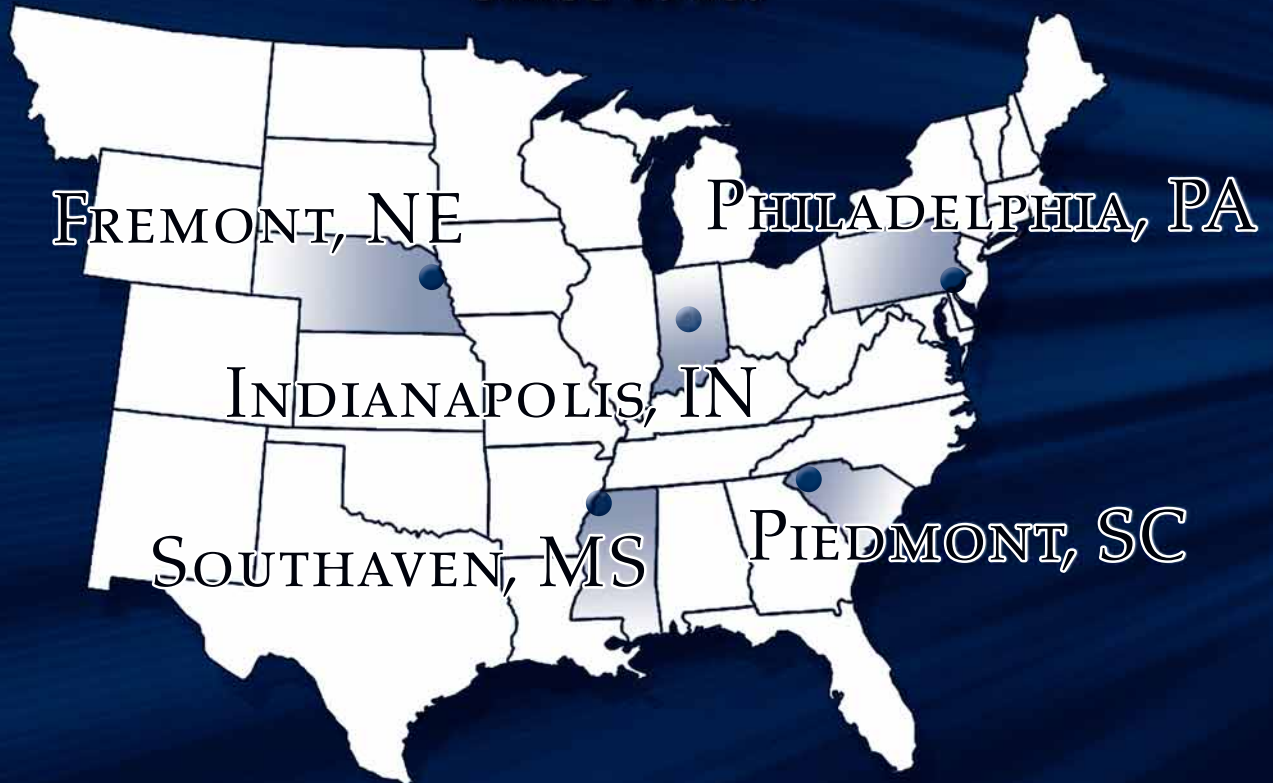 FREMONT, NE
PHILADELPHIA, PA
INDIANAPOLIS, IN
SOUTHAVEN, MS
PIEDMONT, SC